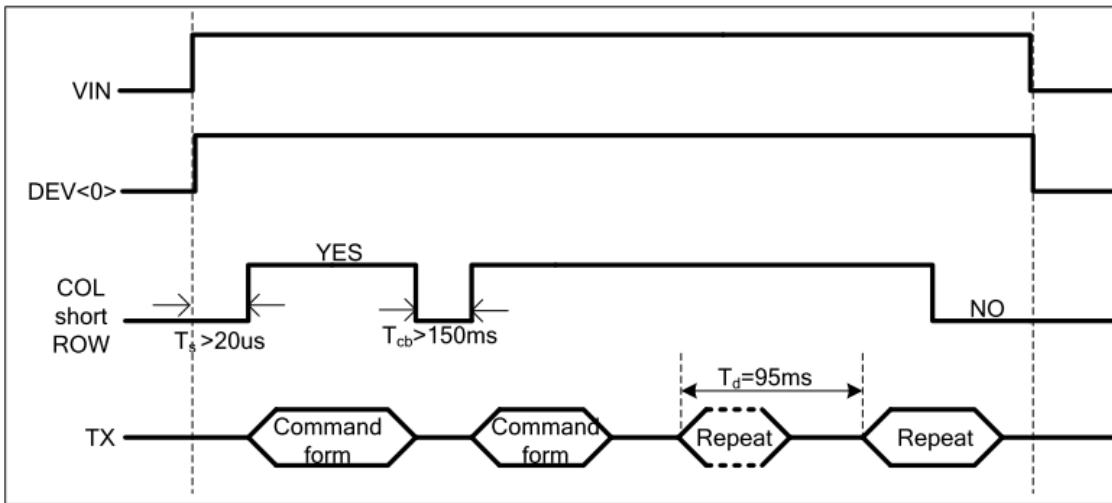 VIN
DEV<0>
YES
COL
short
ROW
NO
Ts >20us
Tcb>150ms
Td=95ms
TX
Command
form
Command
form
Repeat
Repeat